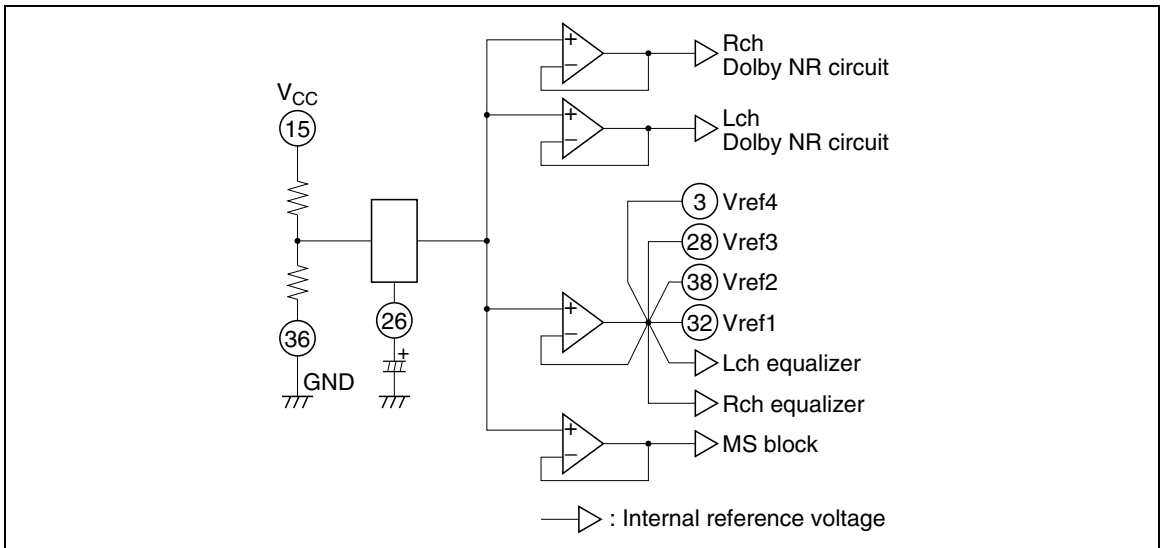 Rch
Dolby NR circuit
Lch
Dolby NR circuit
VCC
15
3 Vref4
28 Vref3
38 Vref2
32 Vref1
26
36
GND
Lch equalizer
Rch equalizer
MS block
+
−
+
−
+
−
+
−
+
: Internal reference voltage